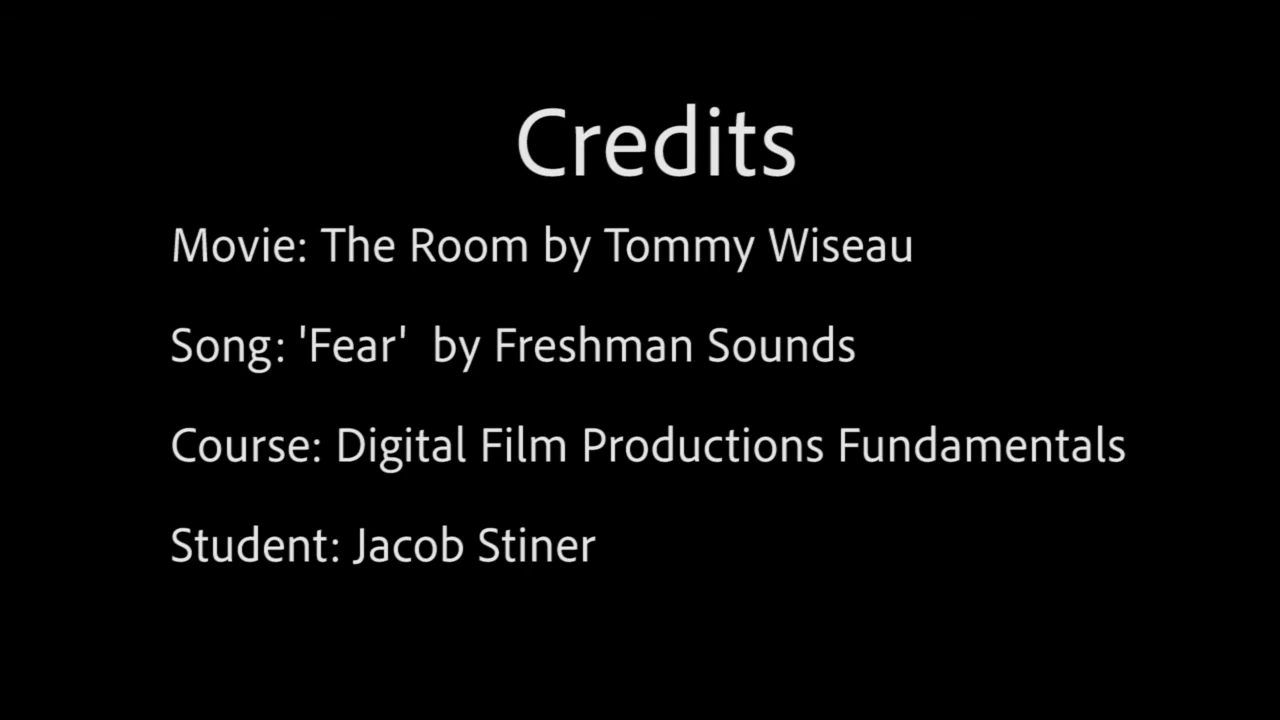 Credits
Movie: The Room by Tommy Wiseau
Song: 'Fear'  by Freshman Sounds
Course: Digital Film Productions Fundamentals
Student: Jacob Stiner